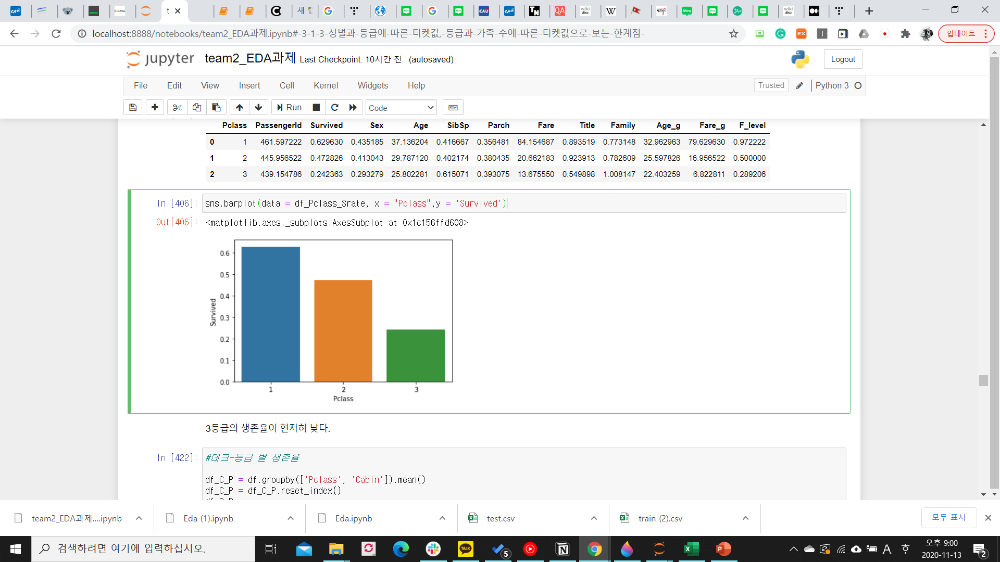 t
새 탭
localhost:8888/notebooks/team2_EDA과제.ipynb#-3-1-3-성별과-등급에-따른-티켓값,-등급과-가족-수에-따른-티켓값으로-보는-한계점-
업데이트
jupyter team2_EDA과제 Last Checkpoint: 10시간 전 (autosaved)
Logout
File Edit View Insert Cell Kernel Widgets Help
Trusted Python 3
Run Code
Pclass PassengerId Survived Sex Age SibSp Parch Fare Title Family Age_g Fare_g F_level
0 1 461.597222 0.629630 0.435185 37.136204 0.416667 0.356481 84.154687 0.893519 0.773148 32.962963 79.629630 0.972222
1 2 445.956522 0.472826 0.413043 29.787120 0.402174 0.380435 20.662183 0.923913 0.782609 25.597826 16.956522 0.500000
2 3 439.154786 0.242363 0.293279 25.802281 0.615071 0.393075 13.675550 0.549898 1.008147 22.403259 6.822811 0.289206
In [406]: sns.barplot(data = df_Pclass_Srate, x = "Pclass",y = 'Survived')
Out[406]: <matplotlib.axes._subplots.AxesSubplot at 0x1c156ffd608>
0.6
0.5
0.4
0.3
0.2
0.1
0.0
Survived
1 2 3
Pclass
3등급의 생존율이 현저히 낮다.
In [422]: #데크-등급 별 생존율
df_C_P = df.groupby(['Pclass', 'Cabin']).mean()
df_C_P = df_C_P.reset_index()
df_C_P
team2_EDA과제....ipynb
Eda (1).ipynb
Eda.ipynb
test.csv
train (2).csv
모두 표시
검색하려면 여기에 입력하십시오.
TALK
5
A
오후 9:00
2020-11-13
2